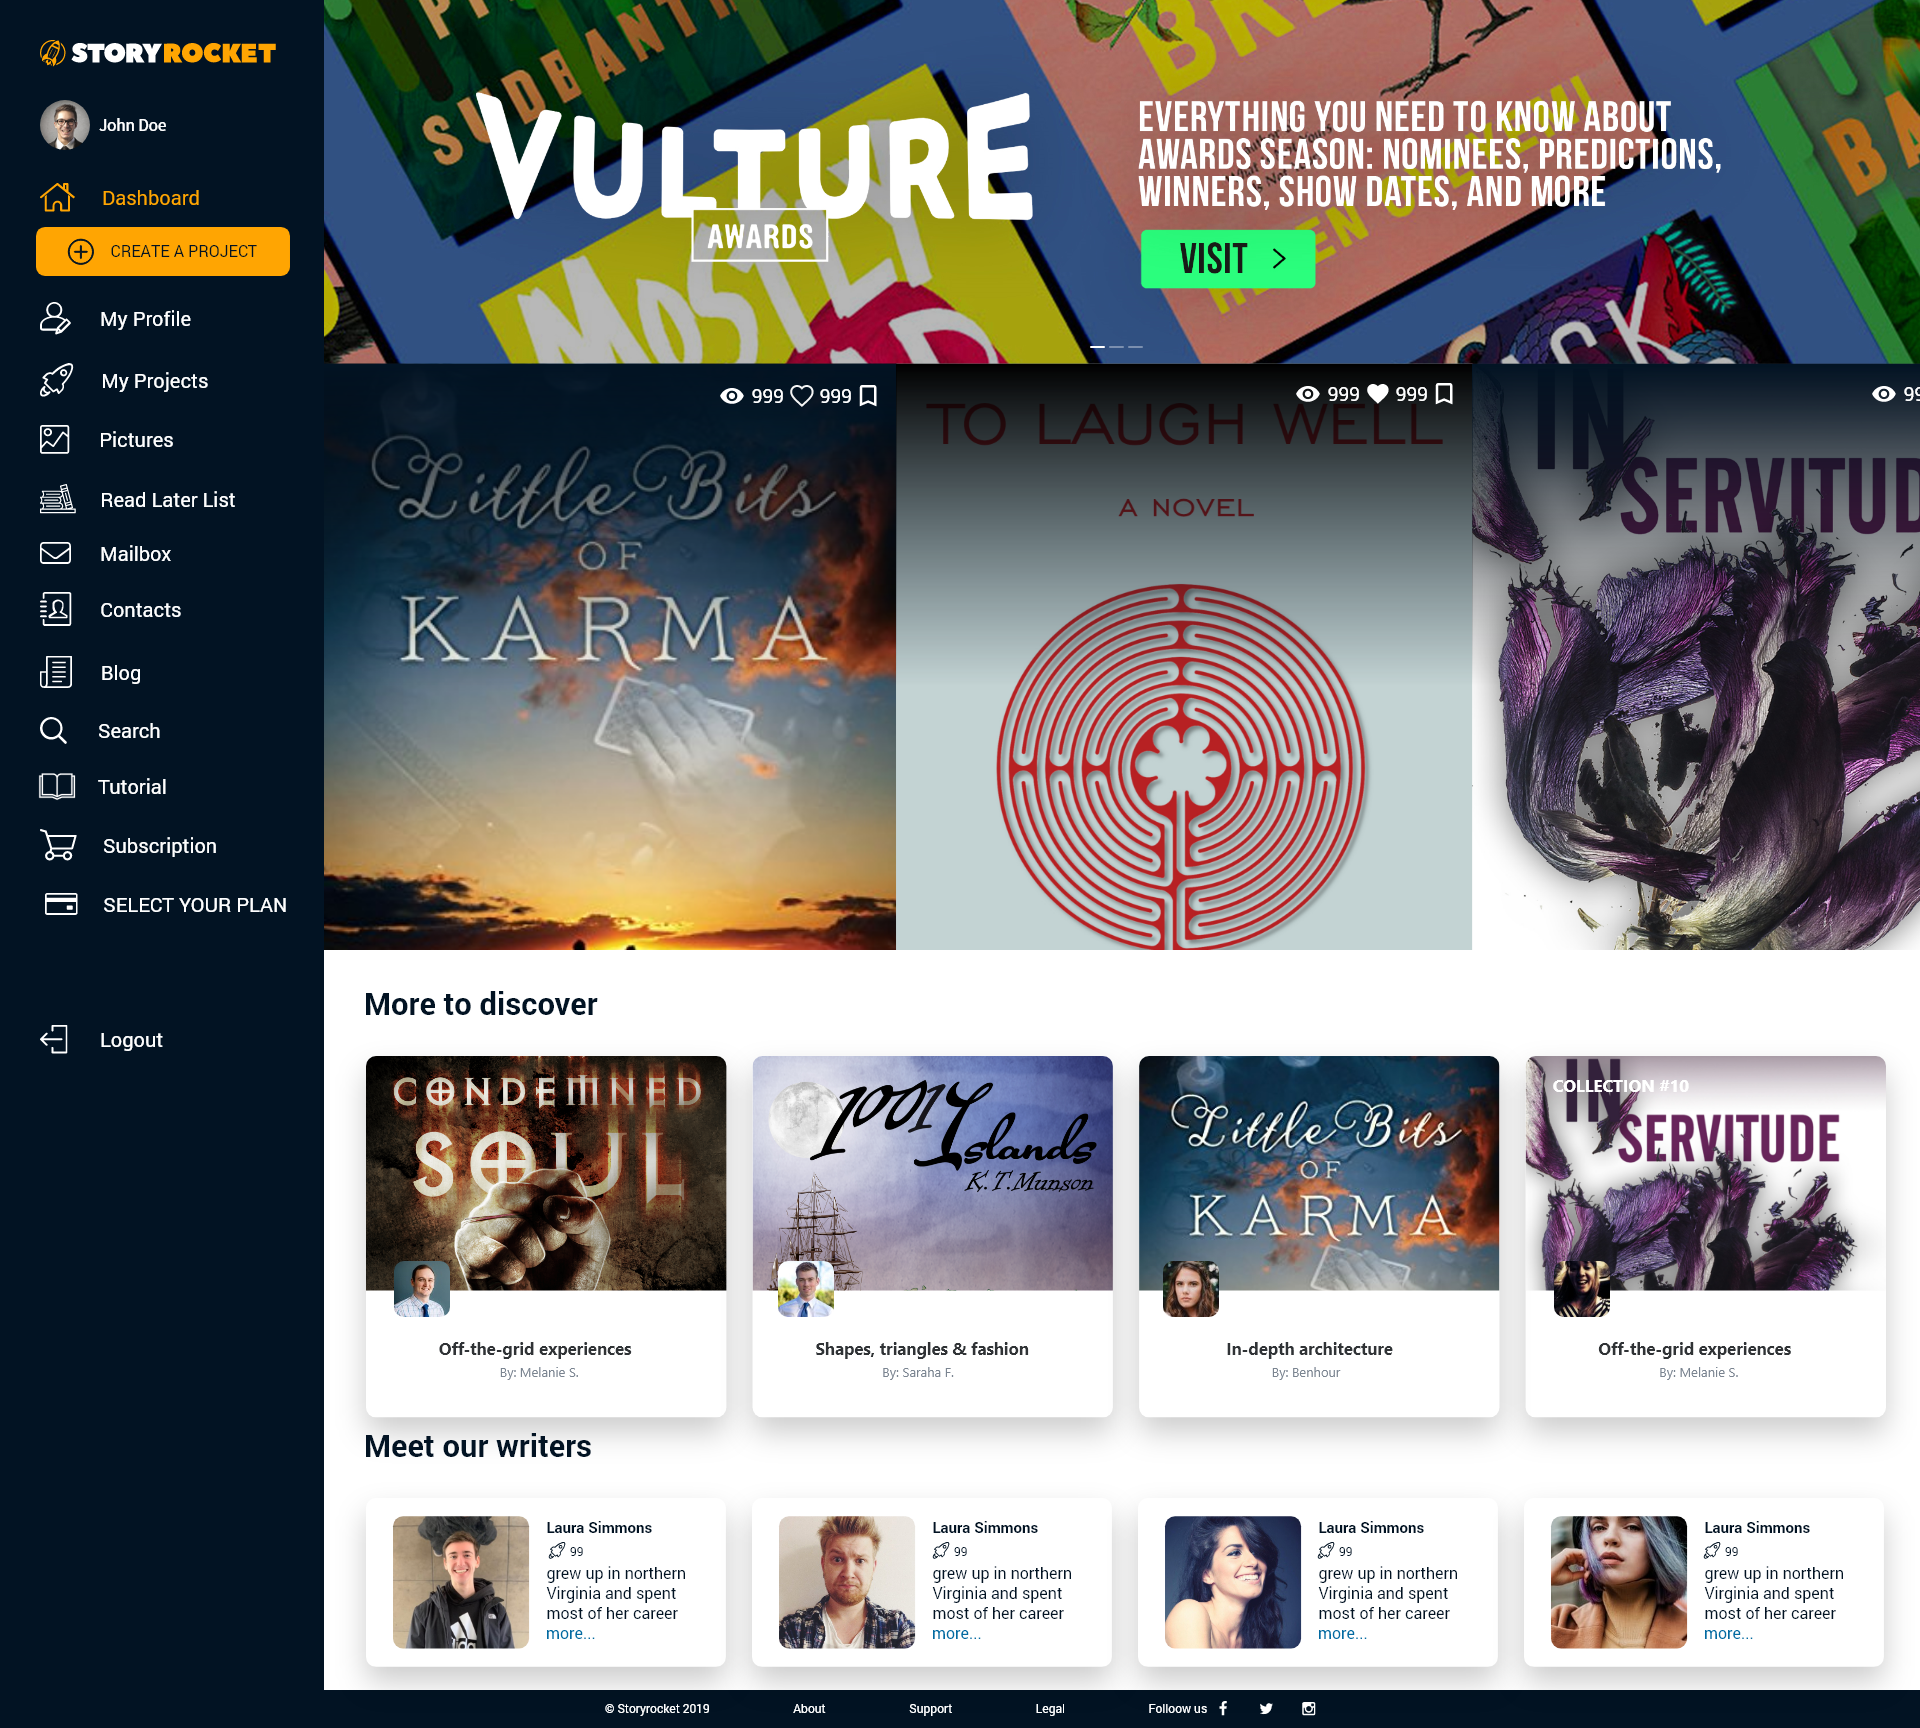 STORYROCKET
John Doe
Dashboard
CREATE A PROJECT
My Profile
My Projects
Pictures
Read Later List
Mailbox
Contacts
Blog
Search
Tutorial
Subscription
SELECT YOUR PLAN
Logout
SUDBANTH
BA
MOSTLY
VULTURE
AWARDS
EVERYTHING YOU NEED TO KNOW ABOUT
AWARDS SEASON: NOMINEES, PREDICTIONS,
WINNERS, SHOW DATES, AND MORE
HELEN OYEYEMI
VISIT
999 999
Little Bits
OF
KARMA
999 999
TO LAUGH WELL
A NOVEL
IN
SERVITUD
More to discover
CONDEMNED
SOUL
Off-the-grid experiences
By: Melanie S.
1001 Islands
K.T.Munson
Shapes, triangles & fashion
By: Saraha F.
Little Bits
OF
KARMA
In-depth architecture
By: Benhour
COLLECTION #10
IN
SERVITUDE
Off-the-grid experiences
By: Melanie S.
Meet our writers
Laura Simmons
99
grew up in northern
Virginia and spent
most of her career
more...
Laura Simmons
99
grew up in northern
Virginia and spent
most of her career
more...
Laura Simmons
99
grew up in northern
Virginia and spent
most of her career
more...
Laura Simmons
99
grew up in northern
Virginia and spent
most of her career
more...
© Storyrocket 2019 About Support Legal Folloow us